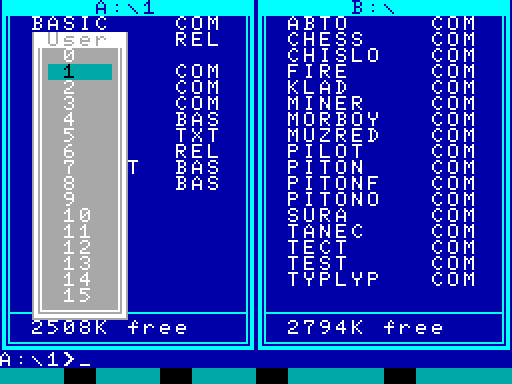 A:\1
BASIC COM
User REL
0
1 COM
2 COM
3 COM
4 BAS
5 TXT
6 REL
7 T BAS
8 BAS
9
10
11
12
13
14
15
2508K free
B:\
ABTO COM
CHESS COM
CHISLO COM
FIRE COM
KLAD COM
MINER COM
MORBOY COM
MUZRED COM
PILOT COM
PITON COM
PITONF COM
PITONO COM
SURA COM
TANEC COM
TECT COM
TEST COM
TYPLYP COM
2794K free
A:\1>_